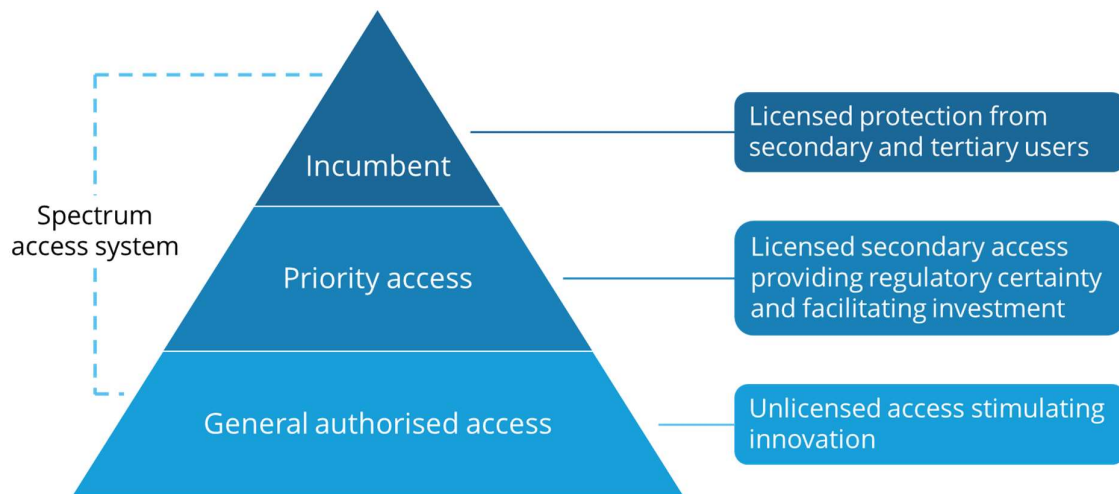 Incumbent
Licensed protection from
secondary and tertiary users
Spectrum
access system
Priority access
Licensed secondary access
providing regulatory certainty
and facilitating investment
General authorised access
Unlicensed access stimulating
innovation